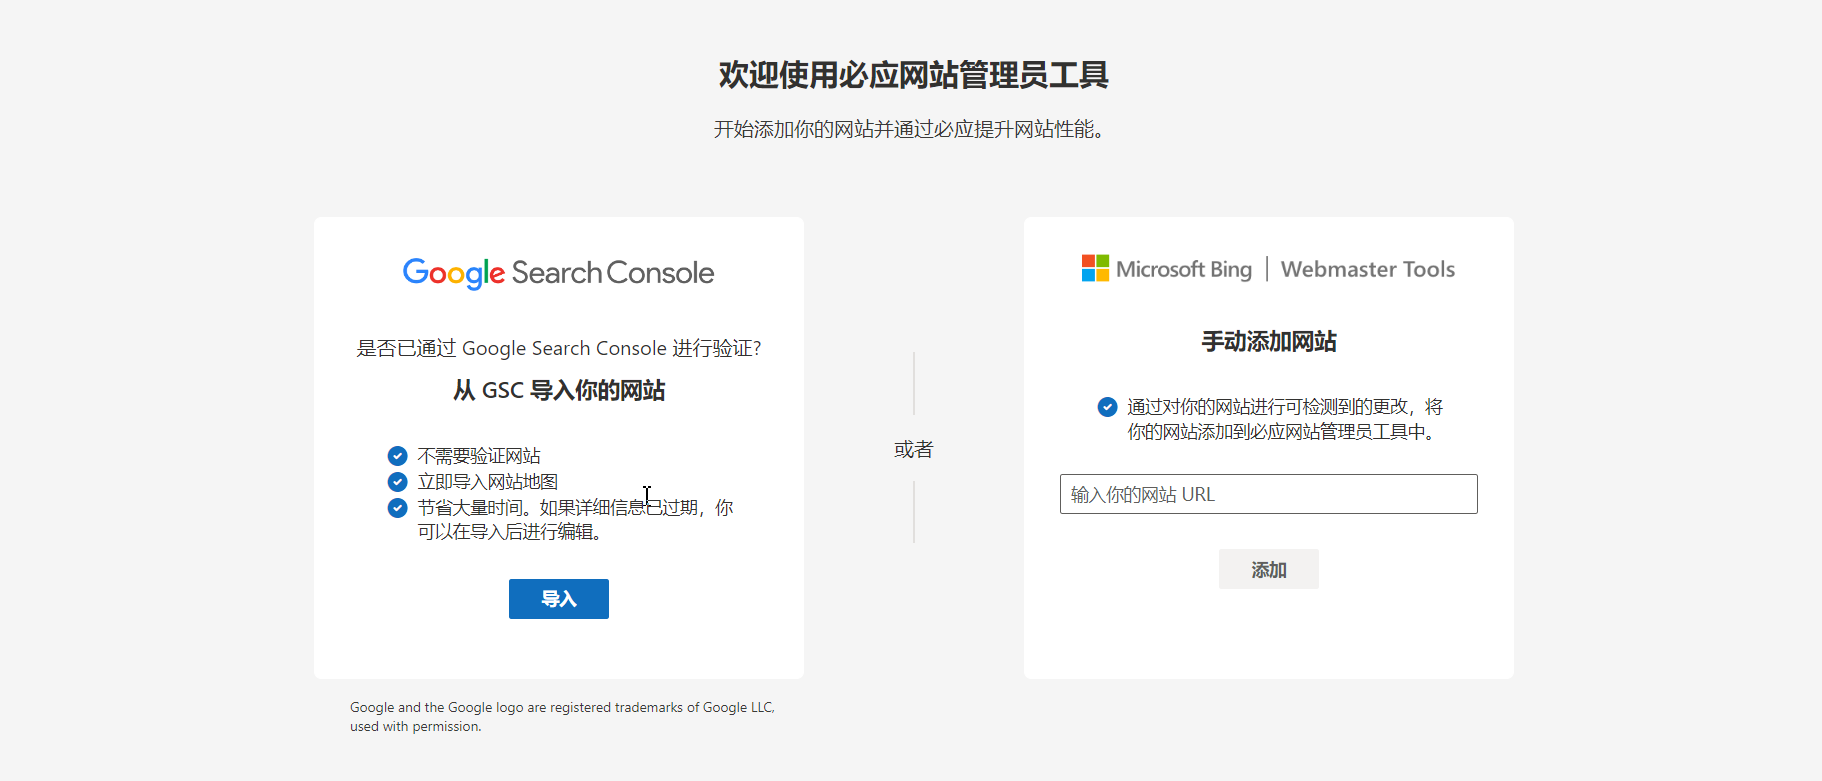 欢迎使用必应网站管理员工具
开始添加你的网站并通过必应提升网站性能。
Google Search Console
是否已通过 Google Search Console 进行验证?
从 GSC 导入你的网站
不需要验证网站
立即导入网站地图
节省大量时间。如果详细信息已过期，你
可以在导入后进行编辑。
导入
Google and the Google logo are registered trademarks of Google LLC,
used with permission.
或者
Microsoft Bing | Webmaster Tools
手动添加网站
通过对你的网站进行可检测到的更改，将
你的网站添加到必应网站管理员工具中。
输入你的网站 URL
添加